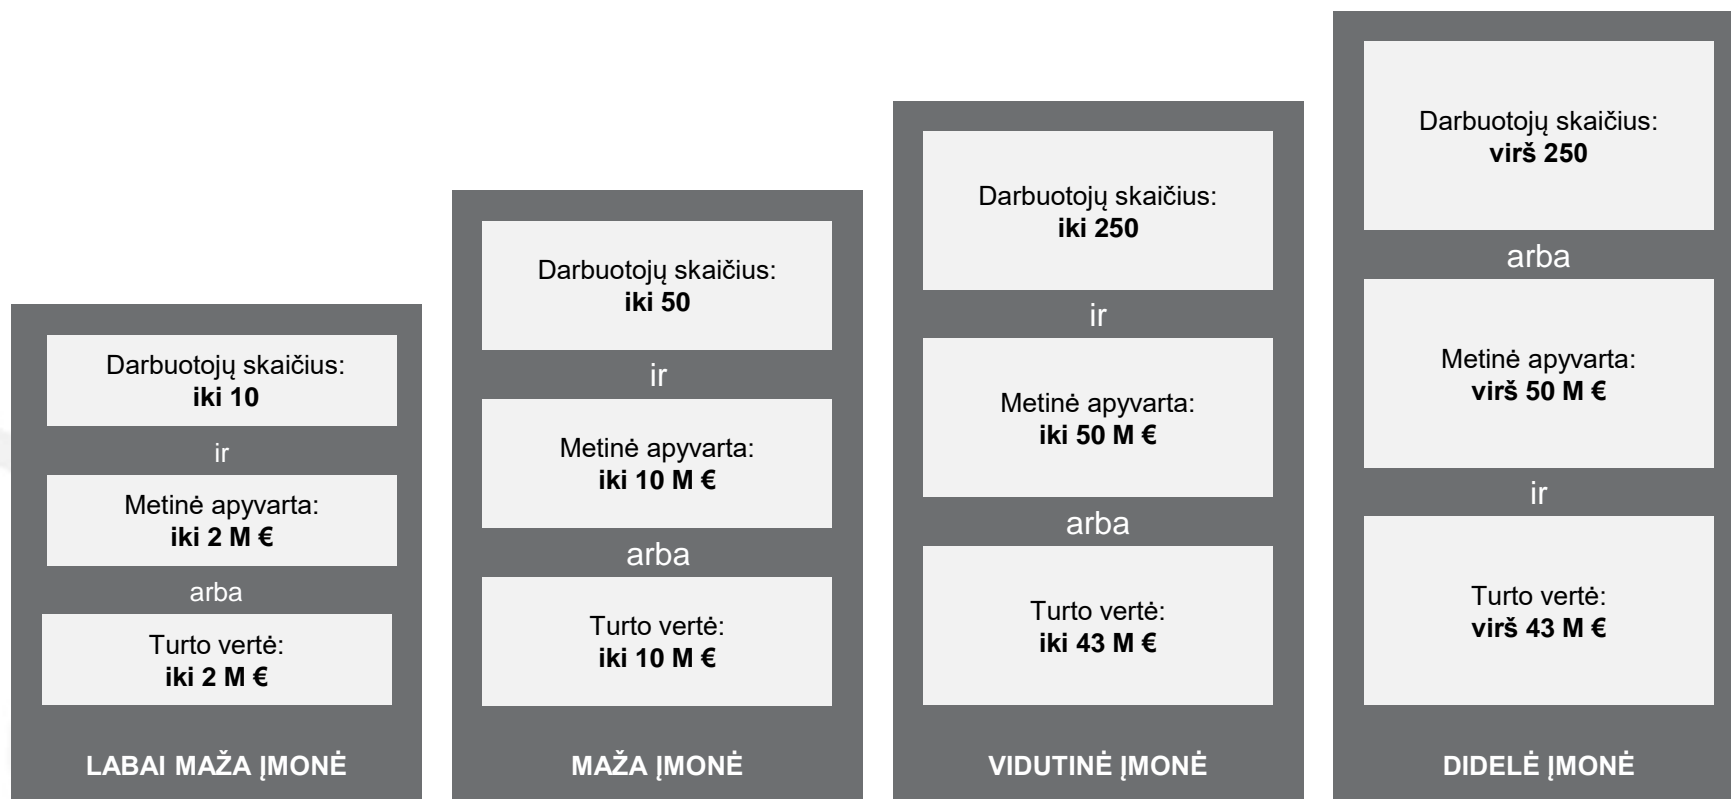 Darbuotojų skaičius:
iki 10
ir
Metinė apyvarta:
iki 2 M €
arba
Turto vertė:
iki 2 M €
LABAI MAŽA ĮMONĖ
Darbuotojų skaičius:
iki 50
ir
Metinė apyvarta:
iki 10 M €
arba
Turto vertė:
iki 10 M €
MAŽA ĮMONĖ
Darbuotojų skaičius:
iki 250
ir
Metinė apyvarta:
iki 50 M €
arba
Turto vertė:
iki 43 M €
VIDUTINĖ ĮMONĖ
Darbuotojų skaičius:
virš 250
arba
Metinė apyvarta:
virš 50 M €
ir
Turto vertė:
virš 43 M €
DIDELĖ ĮMONĖ